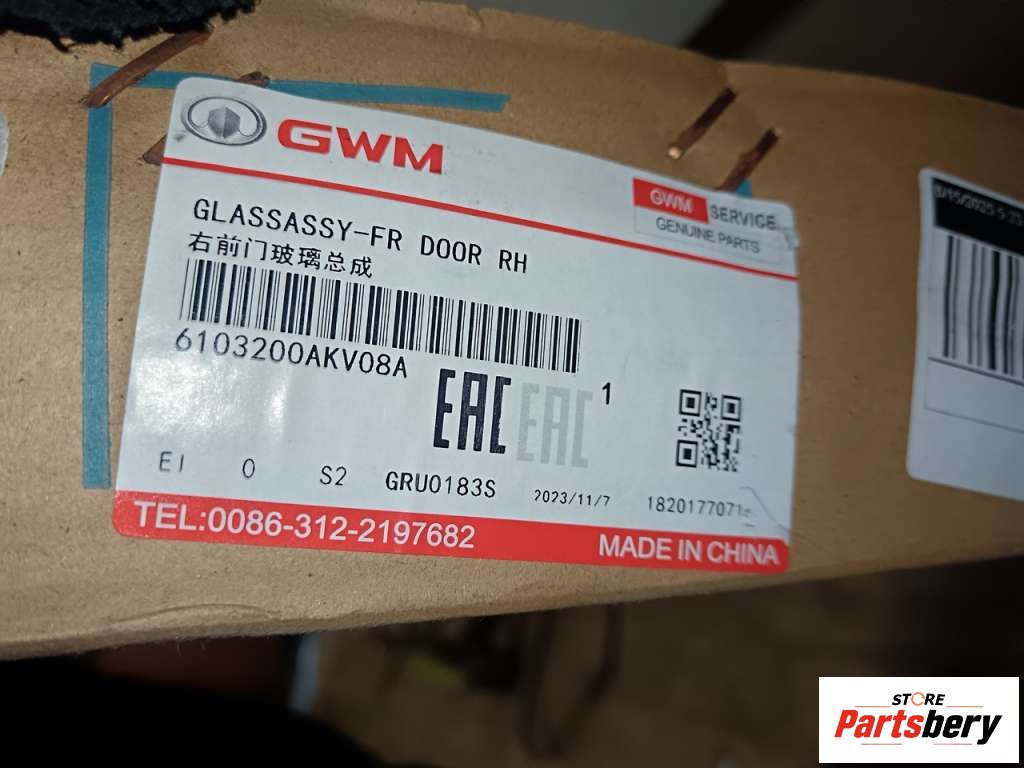 GWM
GWM SERVICE
GENUINE PARTS
GLASSASSY-FR DOOR RH
右前门玻璃总成
6103200AKV08A
EAC EAC 1
EI 0 S2 GRU0183S 2023/11/7
TEL:0086-312-2197682
MADE IN CHINA
STORE
Partsbery